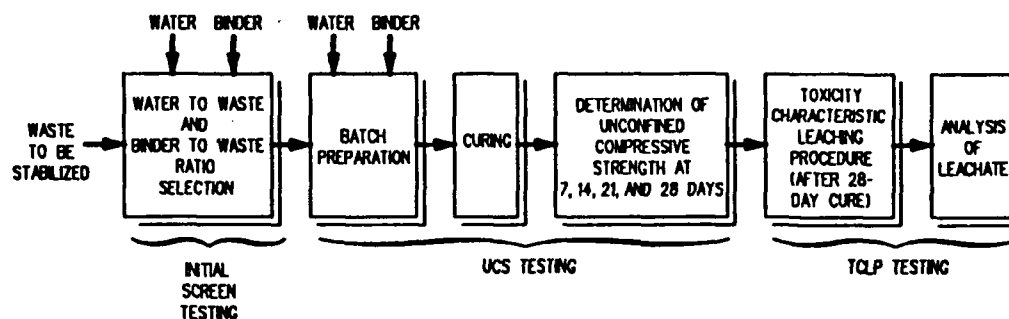 WATER BINDER
WATER BINDER
WASTE
TO BE
STABILIZED
WATER TO WASTE
AND
BINDER TO WASTE
RATIO
SELECTION
BATCH
PREPARATION
CURING
DETERMINATION OF
UNCONFINED
COMPRESSIVE
STRENGTH AT
7, 14, 21, AND 28 DAYS
TOXICITY
CHARACTERISTIC
LEACHING
PROCEDURE
(AFTER 28-
DAY CURE)
ANALYSIS
OF
LEACHATE
INITIAL
SCREEN
TESTING
UCS TESTING
TCLP TESTING